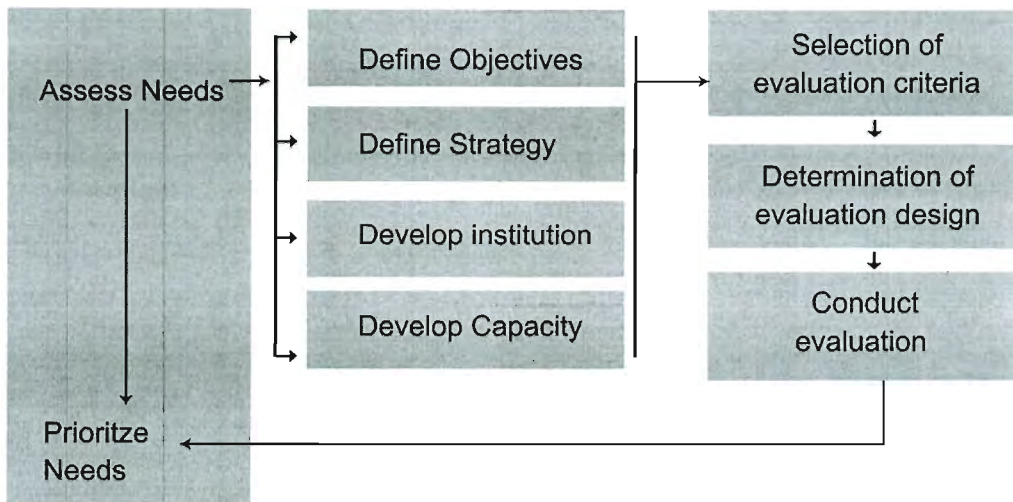 Assess Needs
Prioritze
Needs
Define Objectives
Define Strategy
Develop institution
Develop Capacity
Selection of
evaluation criteria
Determination of
evaluation design
Conduct
evaluation